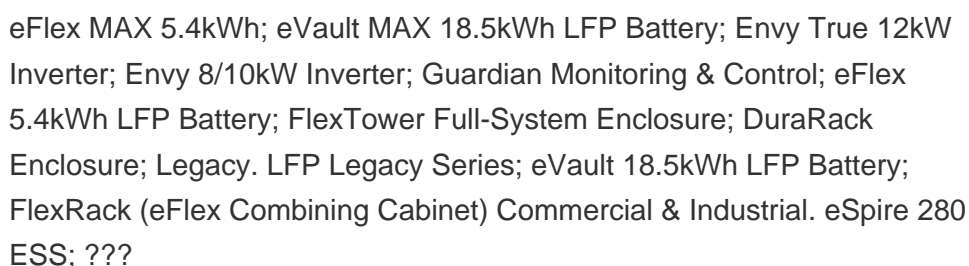 eFlex MAX 5.4kWh; eVault MAX 18.5kWh LFP Battery; Envy True 12kW
Inverter; Envy 8/10kW Inverter; Guardian Monitoring & Control; eFlex
5.4kWh LFP Battery; FlexTower Full-System Enclosure; DuraRack
Enclosure; Legacy. LFP Legacy Series; eVault 18.5kWh LFP Battery;
FlexRack (eFlex Combining Cabinet) Commercial & Industrial. eSpire 280
ESS; ???